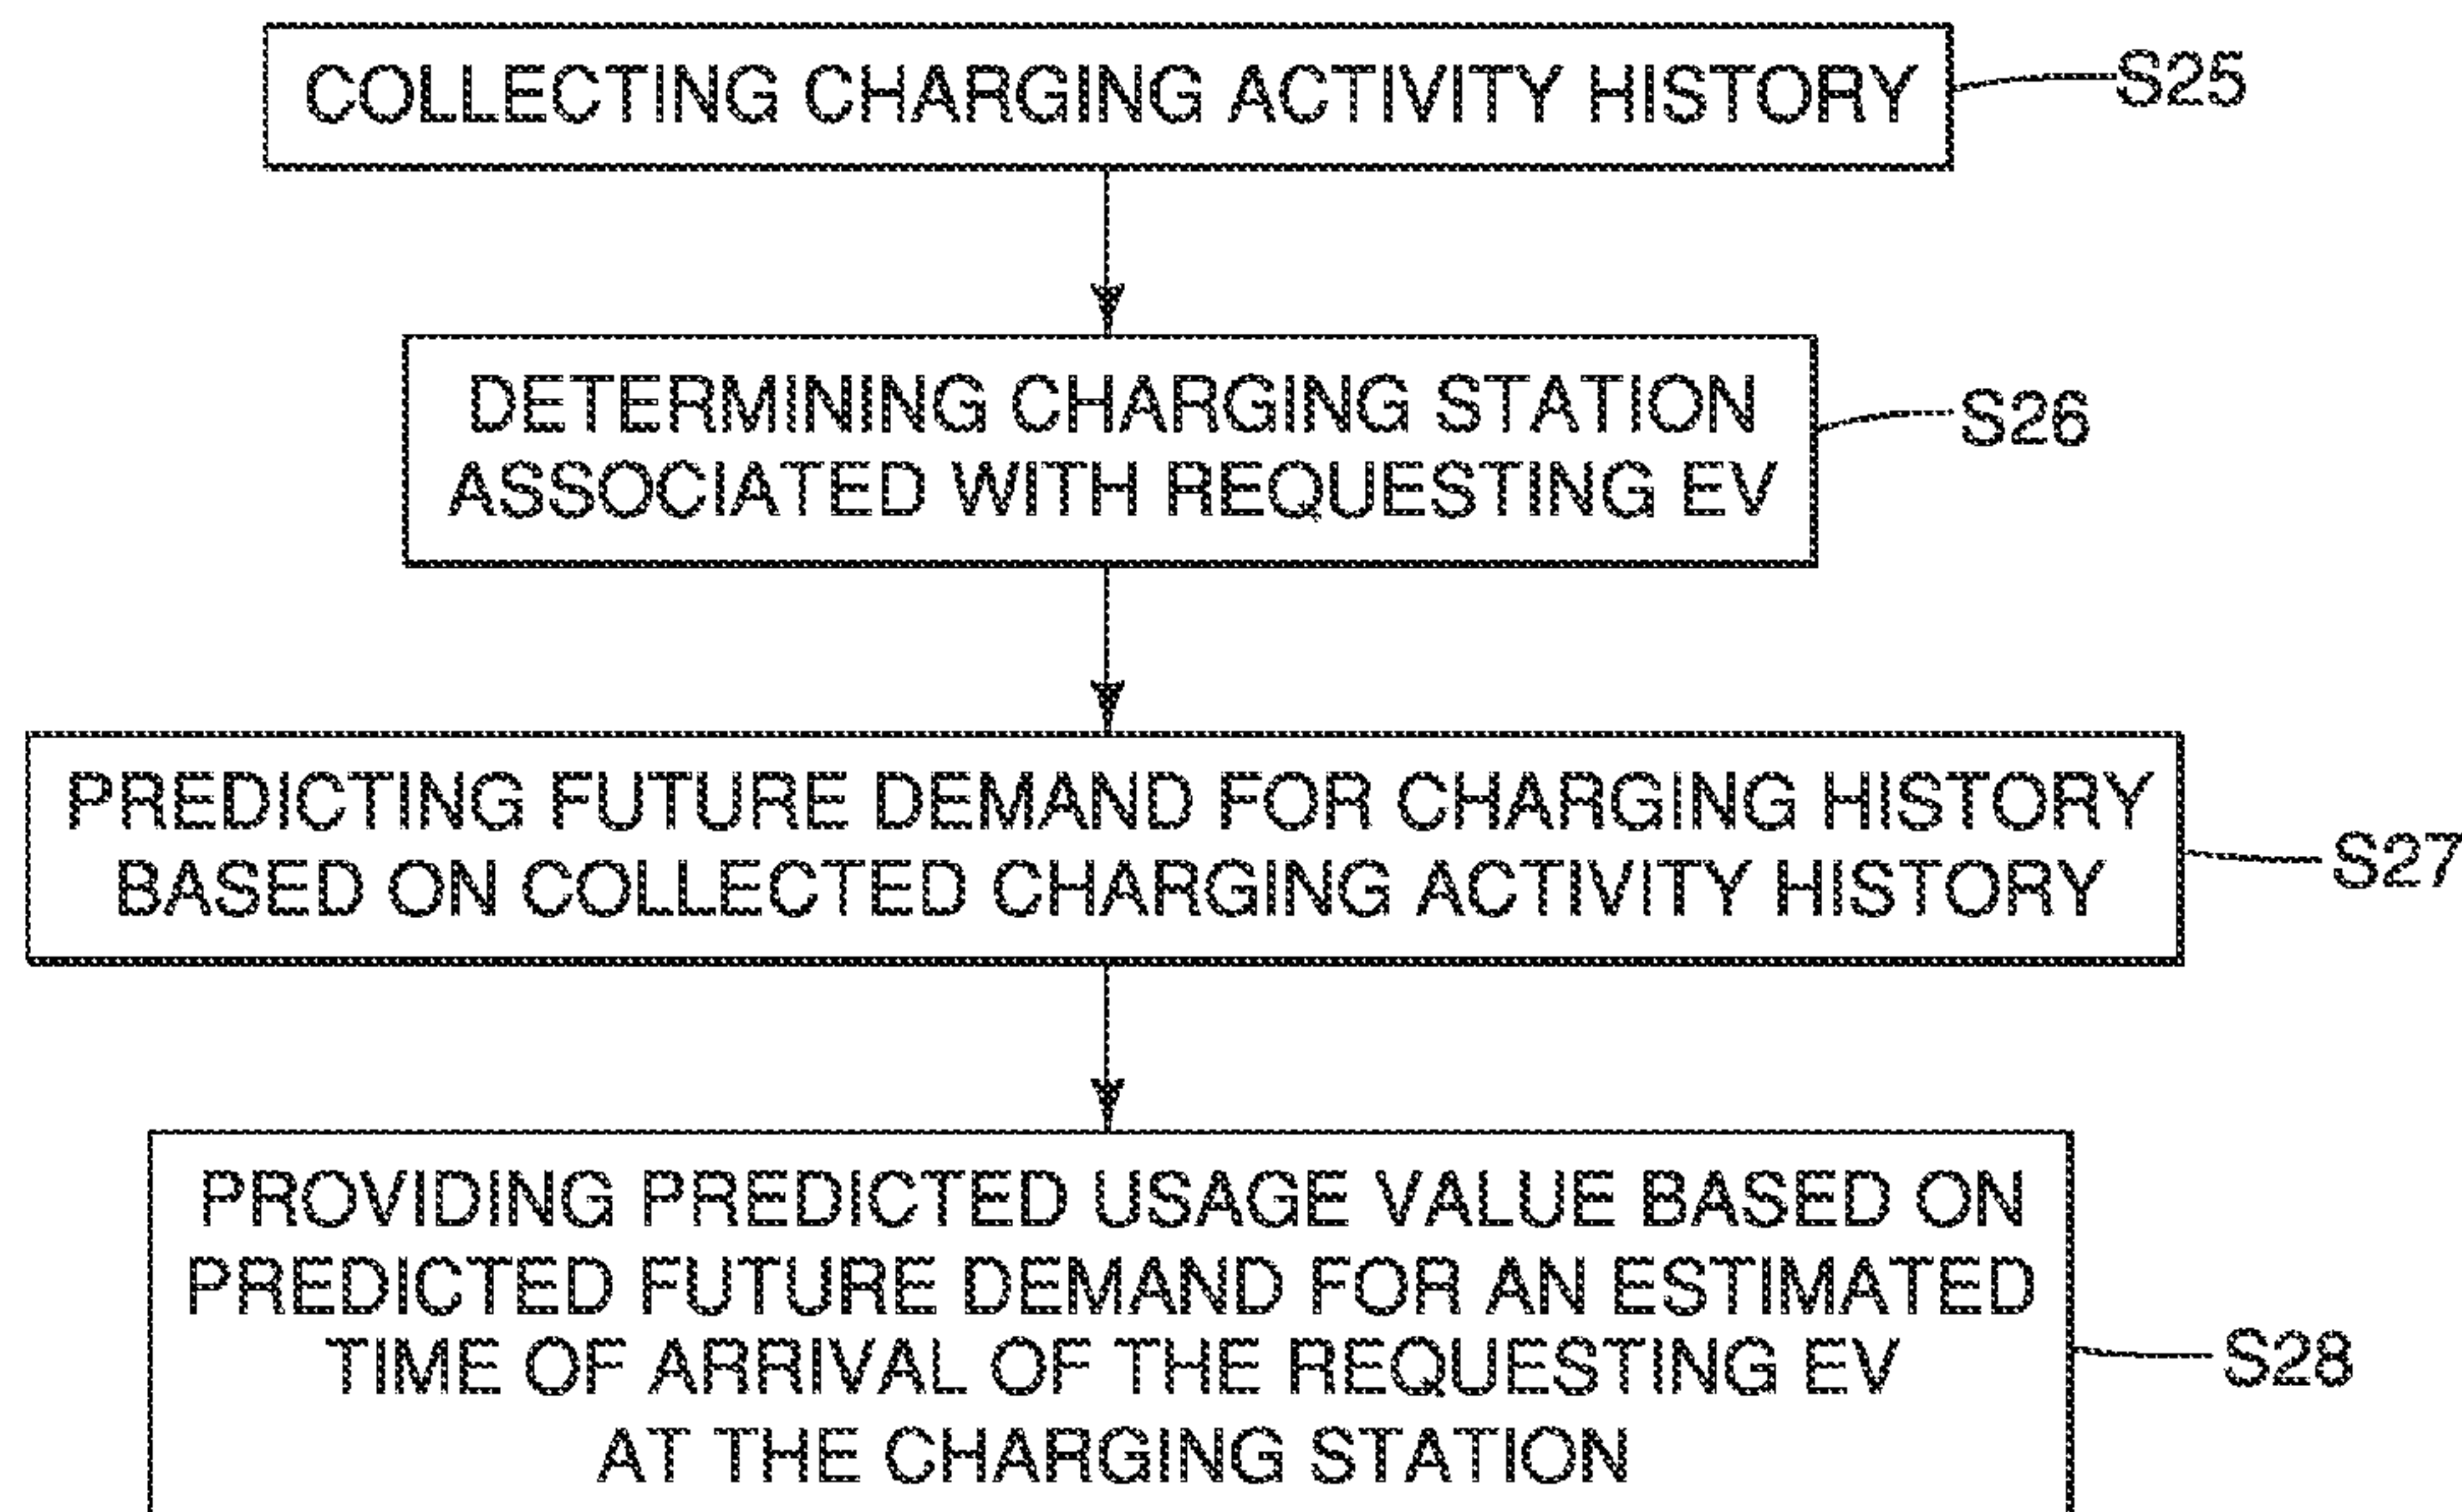 COLLECTING CHARGING ACTIVITY HISTORY
S25
DETERMINING CHARGING STATION
ASSOCIATED WITH REQUESTING EV
S26
PREDICTING FUTURE DEMAND FOR CHARGING HISTORY
BASED ON COLLECTED CHARGING ACTIVITY HISTORY
S27
PROVIDING PREDICTED USAGE VALUE BASED ON
PREDICTED FUTURE DEMAND FOR AN ESTIMATED
TIME OF ARRIVAL OF THE REQUESTING EV
AT THE CHARGING STATION
S28